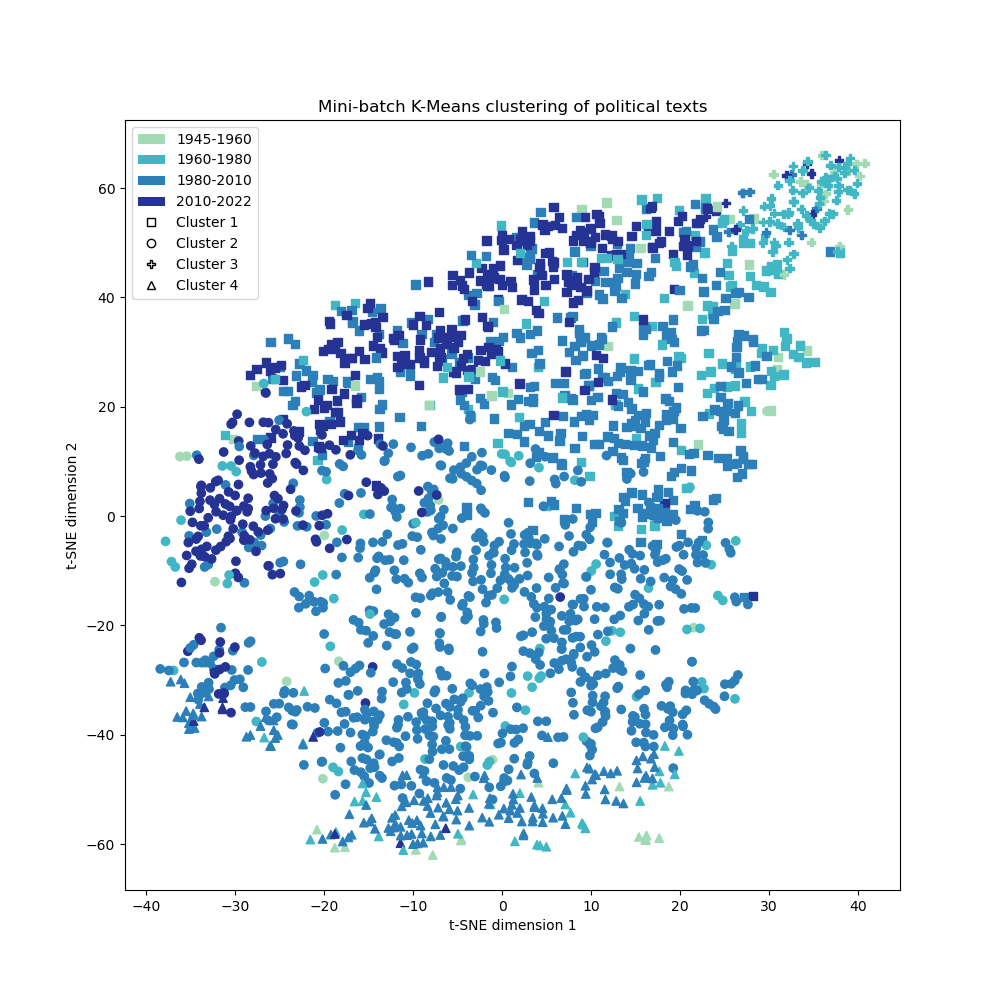 Mini-batch K-Means clustering of political texts
1945-1960
1960-1980
1980-2010
2010-2022
Cluster 1
Cluster 2
Cluster 3
Cluster 4
60
40
20
0
−20
−40
−60
t-SNE dimension 2
−40 −30 −20 −10 0 10 20 30 40
t-SNE dimension 1